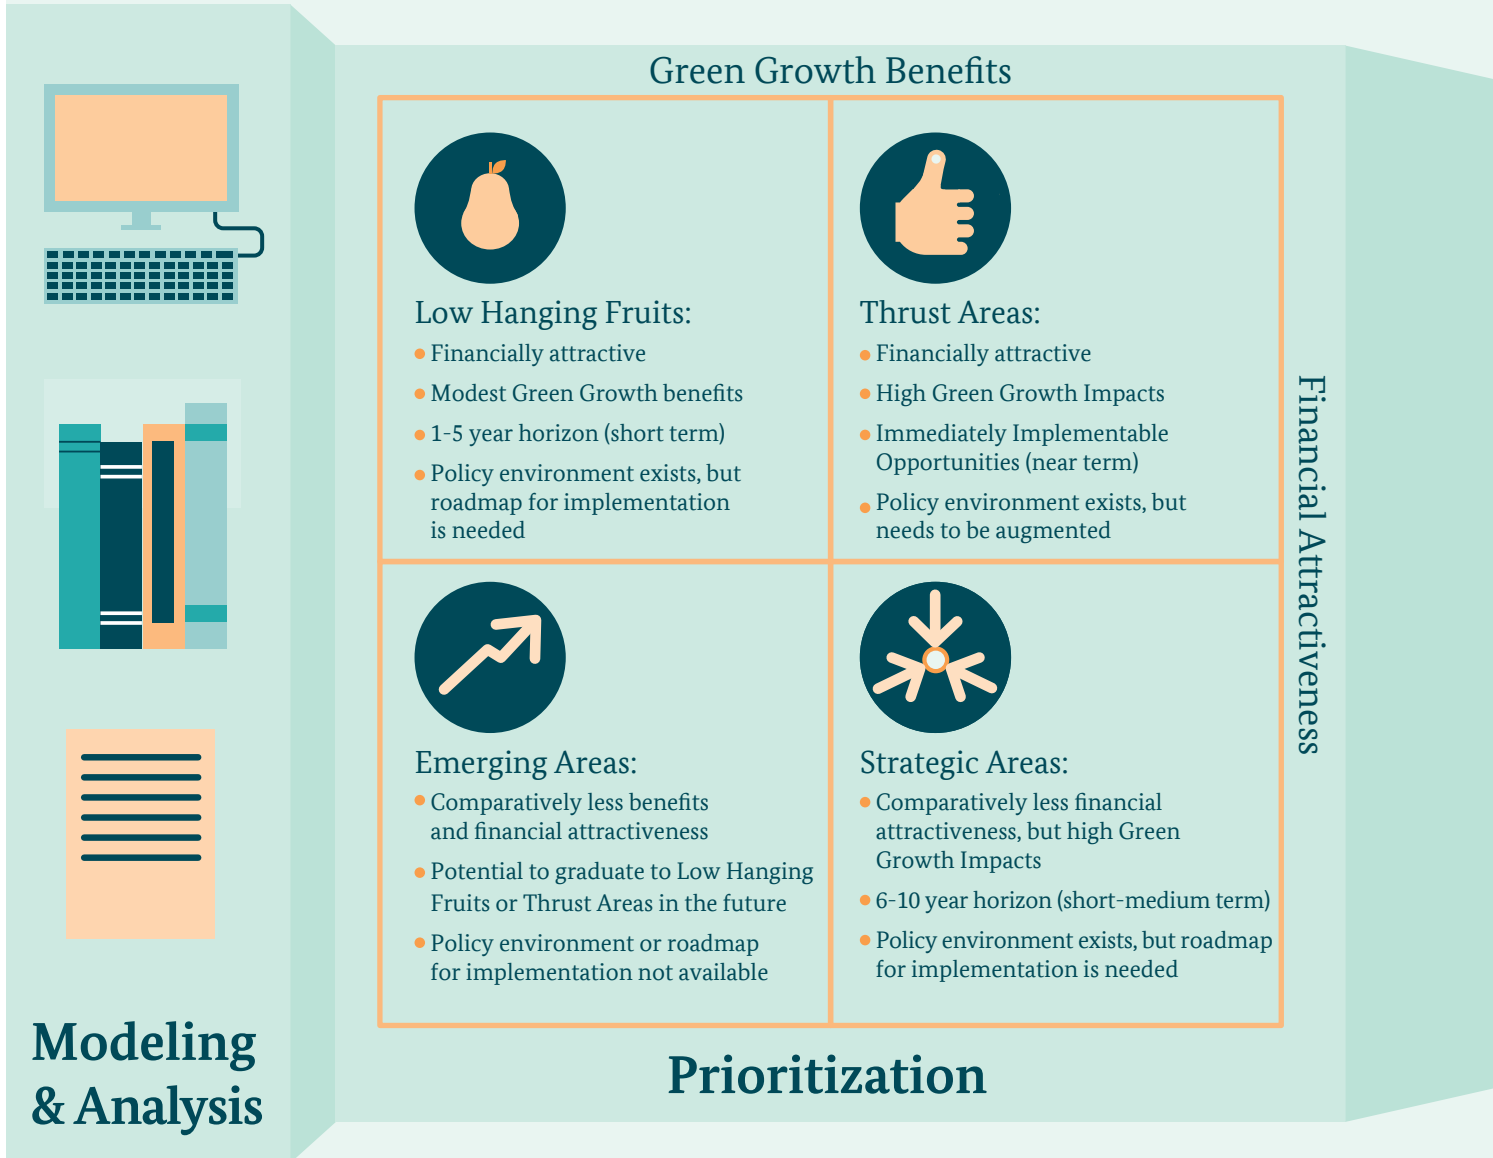 Green Growth Benefits
Low Hanging Fruits:
Financially attractive
Modest Green Growth benefits
1-5 year horizon (short term)
Policy environment exists, but
roadmap for implementation
is needed
Thrust Areas:
Financially attractive
High Green Growth Impacts
Immediately Implementable
Opportunities (near term)
Policy environment exists, but
needs to be augmented
Financial Attractiveness
Emerging Areas:
Comparatively less benefits
and financial attractiveness
Potential to graduate to Low Hanging
Fruits or Thrust Areas in the future
Policy environment or roadmap
for implementation not available
Strategic Areas:
Comparatively less financial
attractiveness, but high Green
Growth Impacts
6-10 year horizon (short-medium term)
Policy environment exists, but roadmap
for implementation is needed
Modeling
& Analysis
Prioritization